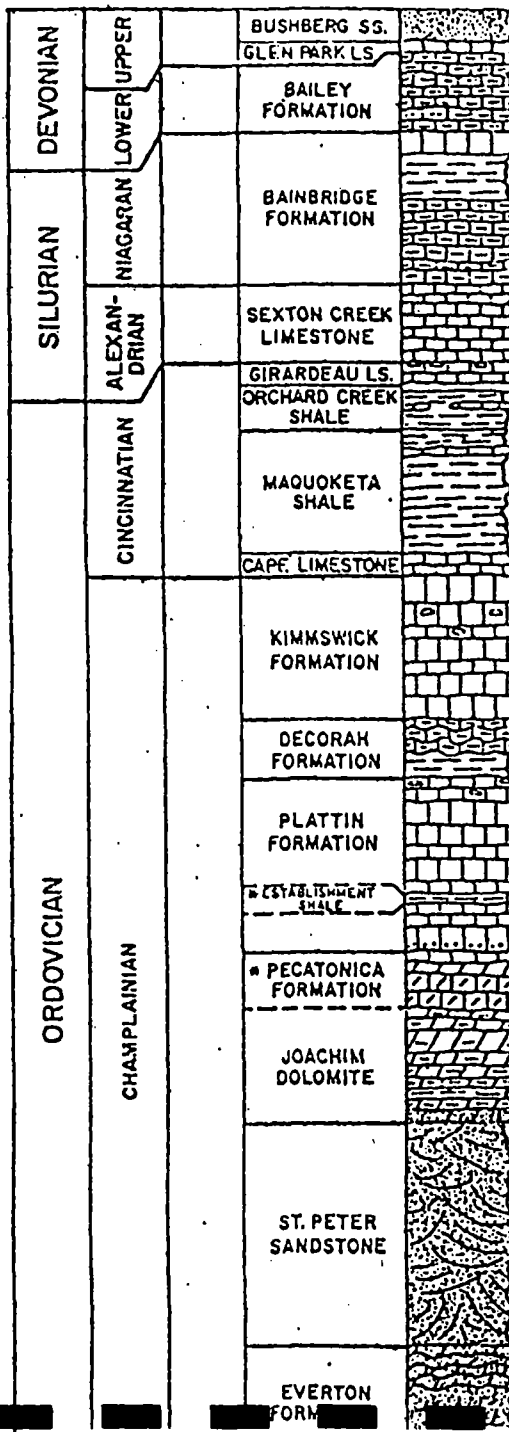 DEVONIAN
UPPER
LOWER
SILURIAN
NIAGARAN
ALEXAN-
DRIAN
ORDOVICIAN
CINCINNATIAN
CHAMPLAINIAN
BUSHBERG SS.
GLEN PARK LS
BAILEY
FORMATION
BAINBRIDGE
FORMATION
SEXTON CREEK
LIMESTONE
GIRARDEAU LS.
ORCHARD CREEK
SHALE
MAQUOKETA
SHALE
CAPE LIMESTONE
KIMMSWICK
FORMATION
DECORAH
FORMATION
PLATTIN
FORMATION
* ESTABLISHMENT
SHALE
* PECATONICA
FORMATION
JOACHIM
DOLOMITE
ST. PETER
SANDSTONE
EVERTON
FORM